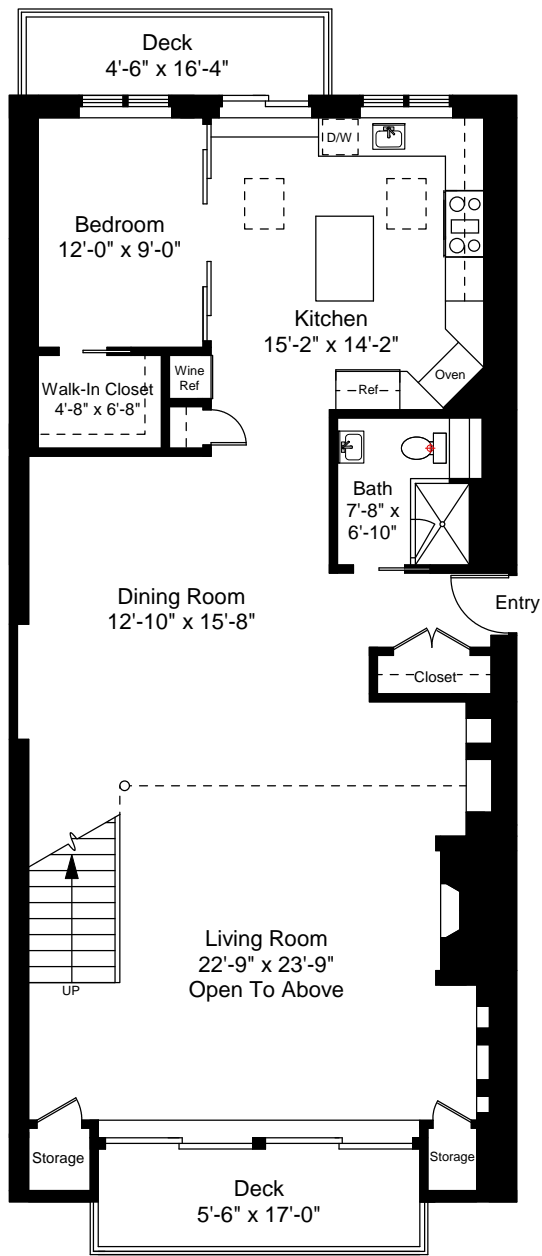 Deck
4'-6" x 16'-4"
D/W
Bedroom
12'-0" x 9'-0"
Kitchen
15'-2" x 14'-2"
Wine
Ref
Walk-In Closet
4'-8" x 6'-8"
Ref
Oven
Bath
7'-8" x
6'-10"
Dining Room
12'-10" x 15'-8"
Entry
Closet
Living Room
22'-9" x 23'-9"
Open To Above
UP
Storage
Storage
Deck
5'-6" x 17'-0"